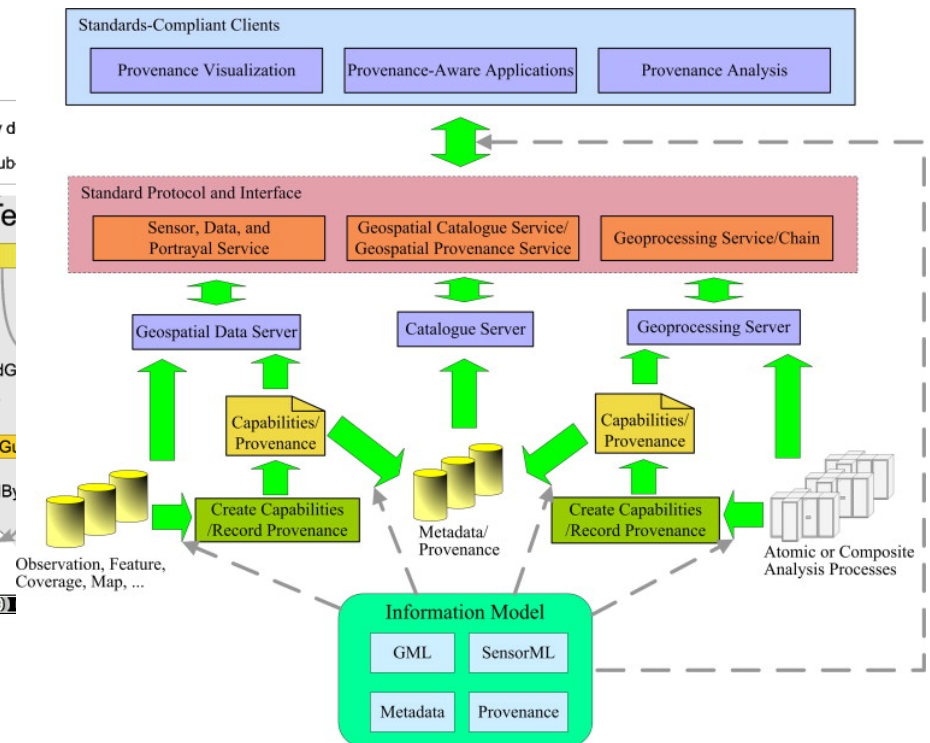 Standards-Compliant Clients
Provenance Visualization
Provenance-Aware Applications
Provenance Analysis
Standard Protocol and Interface
Sensor, Data, and
Portrayal Service
Geospatial Catalogue Service/
Geospatial Provenance Service
Geoprocessing Service/Chain
Geospatial Data Server
Catalogue Server
Geoprocessing Server
Capabilities/
Provenance
Capabilities/
Provenance
Create Capabilities
/Record Provenance
Metadata/
Provenance
Create Capabilities
/Record Provenance
Observation, Feature,
Coverage, Map, ...
Atomic or Composite
Analysis Processes
Information Model
GML
SensorML
Metadata
Provenance